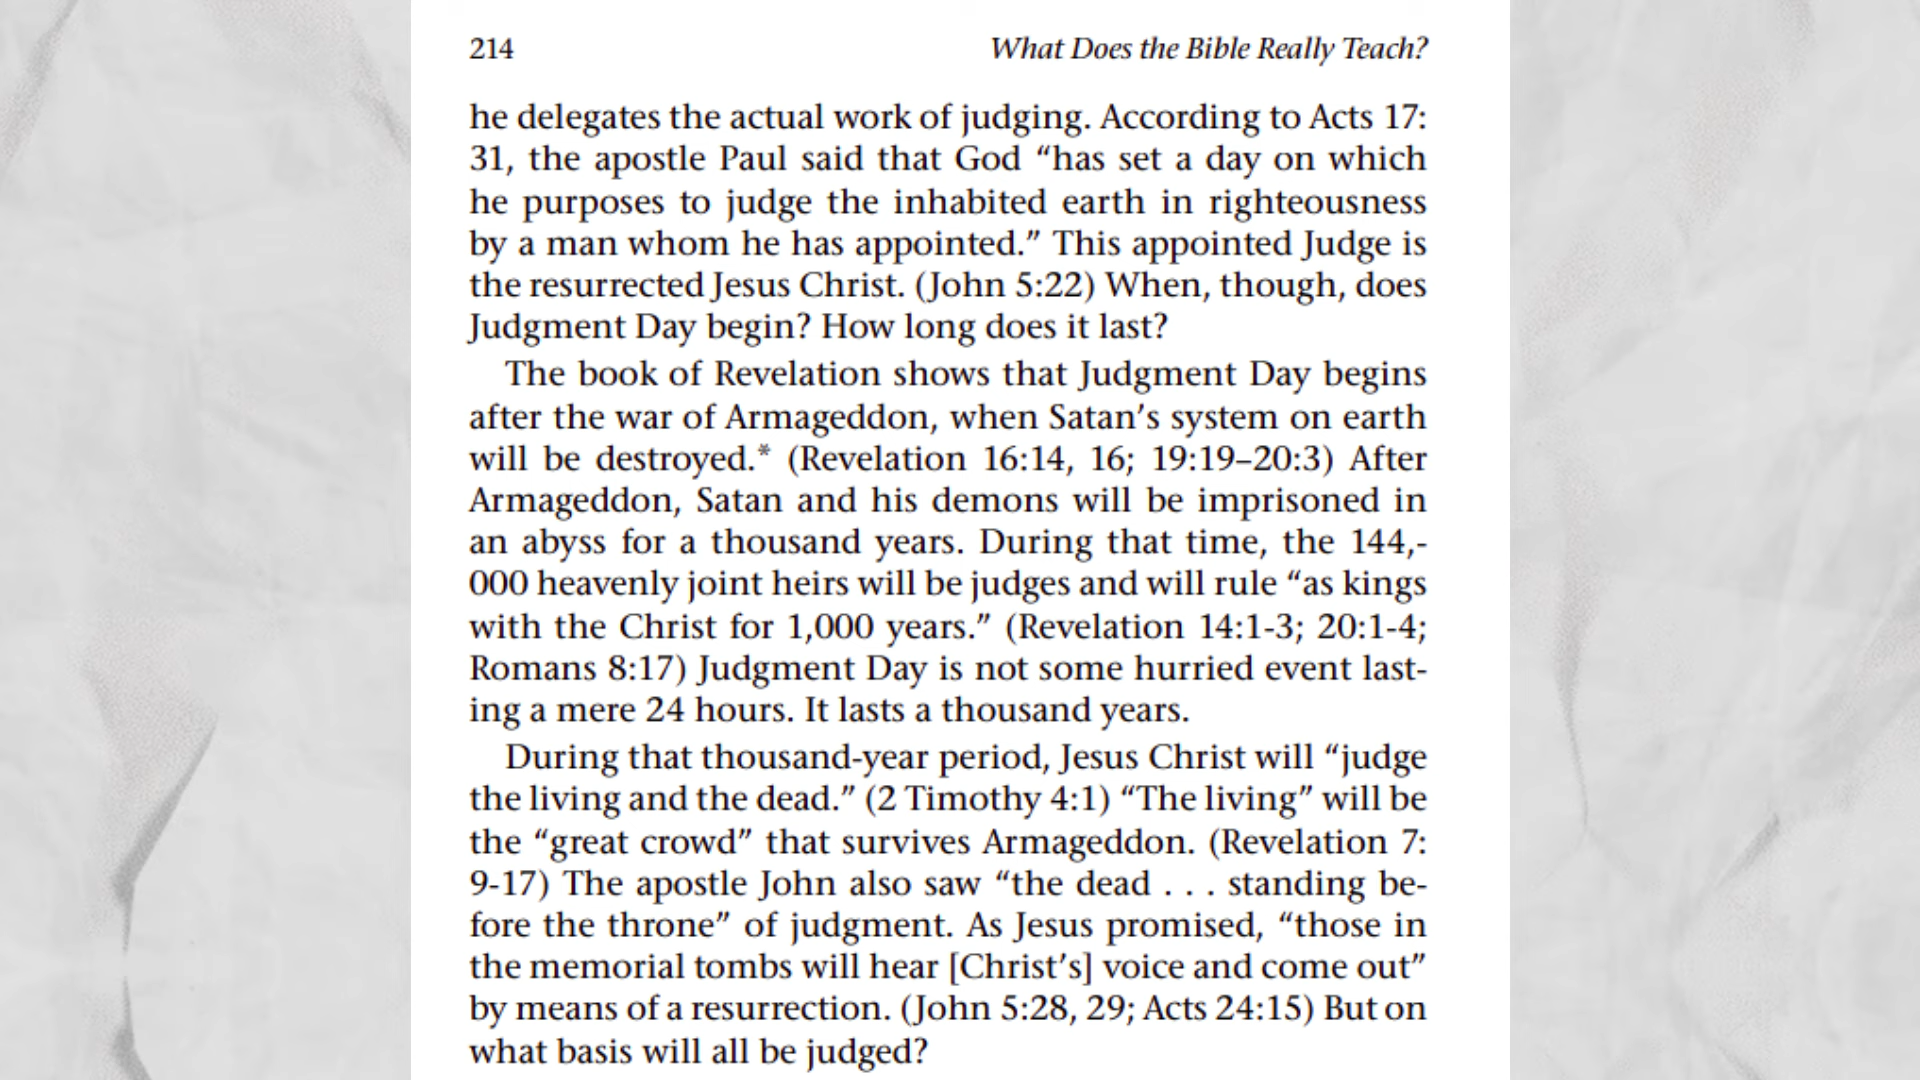 214 What Does the Bible Really Teach?
he delegates the actual work of judging. According to Acts 17:
31, the apostle Paul said that God “has set a day on which
he purposes to judge the inhabited earth in righteousness
by a man whom he has appointed.” This appointed Judge is
the resurrected Jesus Christ. (John 5:22) When, though, does
Judgment Day begin? How long does it last?
The book of Revelation shows that Judgment Day begins
after the war of Armageddon, when Satan’s system on earth
will be destroyed.* (Revelation 16:14, 16; 19:19–20:3) After
Armageddon, Satan and his demons will be imprisoned in
an abyss for a thousand years. During that time, the 144,-
000 heavenly joint heirs will be judges and will rule “as kings
with the Christ for 1,000 years.” (Revelation 14:1-3; 20:1-4;
Romans 8:17) Judgment Day is not some hurried event last-
ing a mere 24 hours. It lasts a thousand years.
During that thousand-year period, Jesus Christ will “judge
the living and the dead.” (2 Timothy 4:1) “The living” will be
the “great crowd” that survives Armageddon. (Revelation 7:
9-17) The apostle John also saw “the dead . . . standing be-
fore the throne” of judgment. As Jesus promised, “those in
the memorial tombs will hear [Christ’s] voice and come out”
by means of a resurrection. (John 5:28, 29; Acts 24:15) But on
what basis will all be judged?